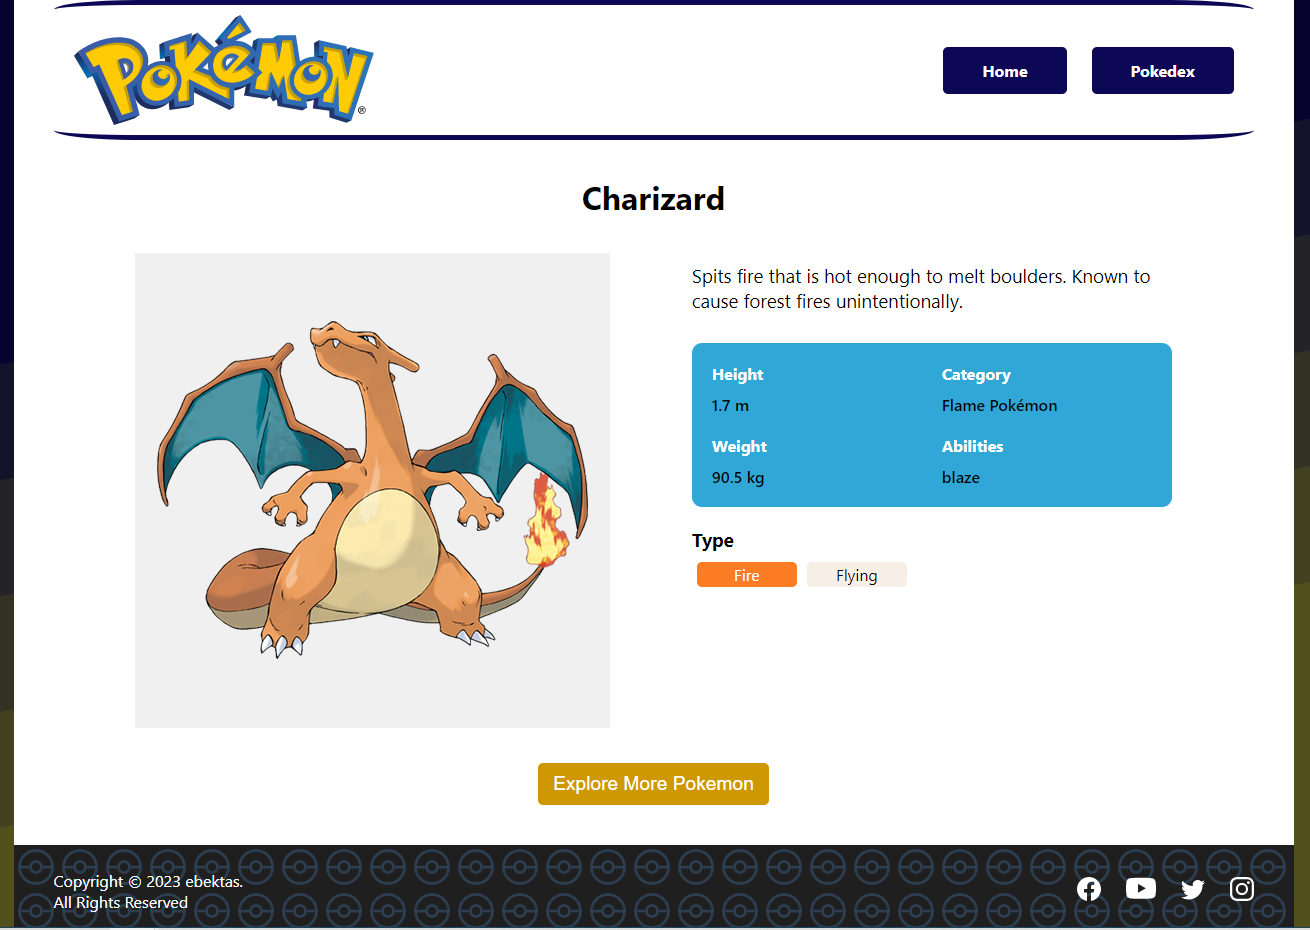 POKéMON®
Home
Pokedex
Charizard
Spits fire that is hot enough to melt boulders. Known to
cause forest fires unintentionally.
Height
Category
1.7 m
Flame Pokémon
Weight
Abilities
90.5 kg
blaze
Type
Fire
Flying
Explore More Pokemon
Copyright © 2023 ebektas.
All Rights Reserved